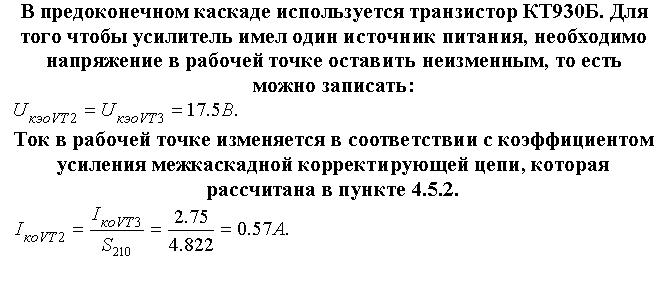 В предоконечном каскаде используется транзистор КТ930Б. Для
того чтобы усилитель имел один источник питания, необходимо
напряжение в рабочей точке оставить неизменным, то есть
можно записать:
U_{кэоVT2} = U_{кэоVT3} = 17.5В.
Ток в рабочей точке изменяется в соответствии с коэффициентом
усиления межкаскадной корректирующей цепи, которая
рассчитана в пункте 4.5.2.
I_{коVT2} = \frac{I_{коVT3}}{S_{210}} = \frac{2.75}{4.822} = 0.57А.